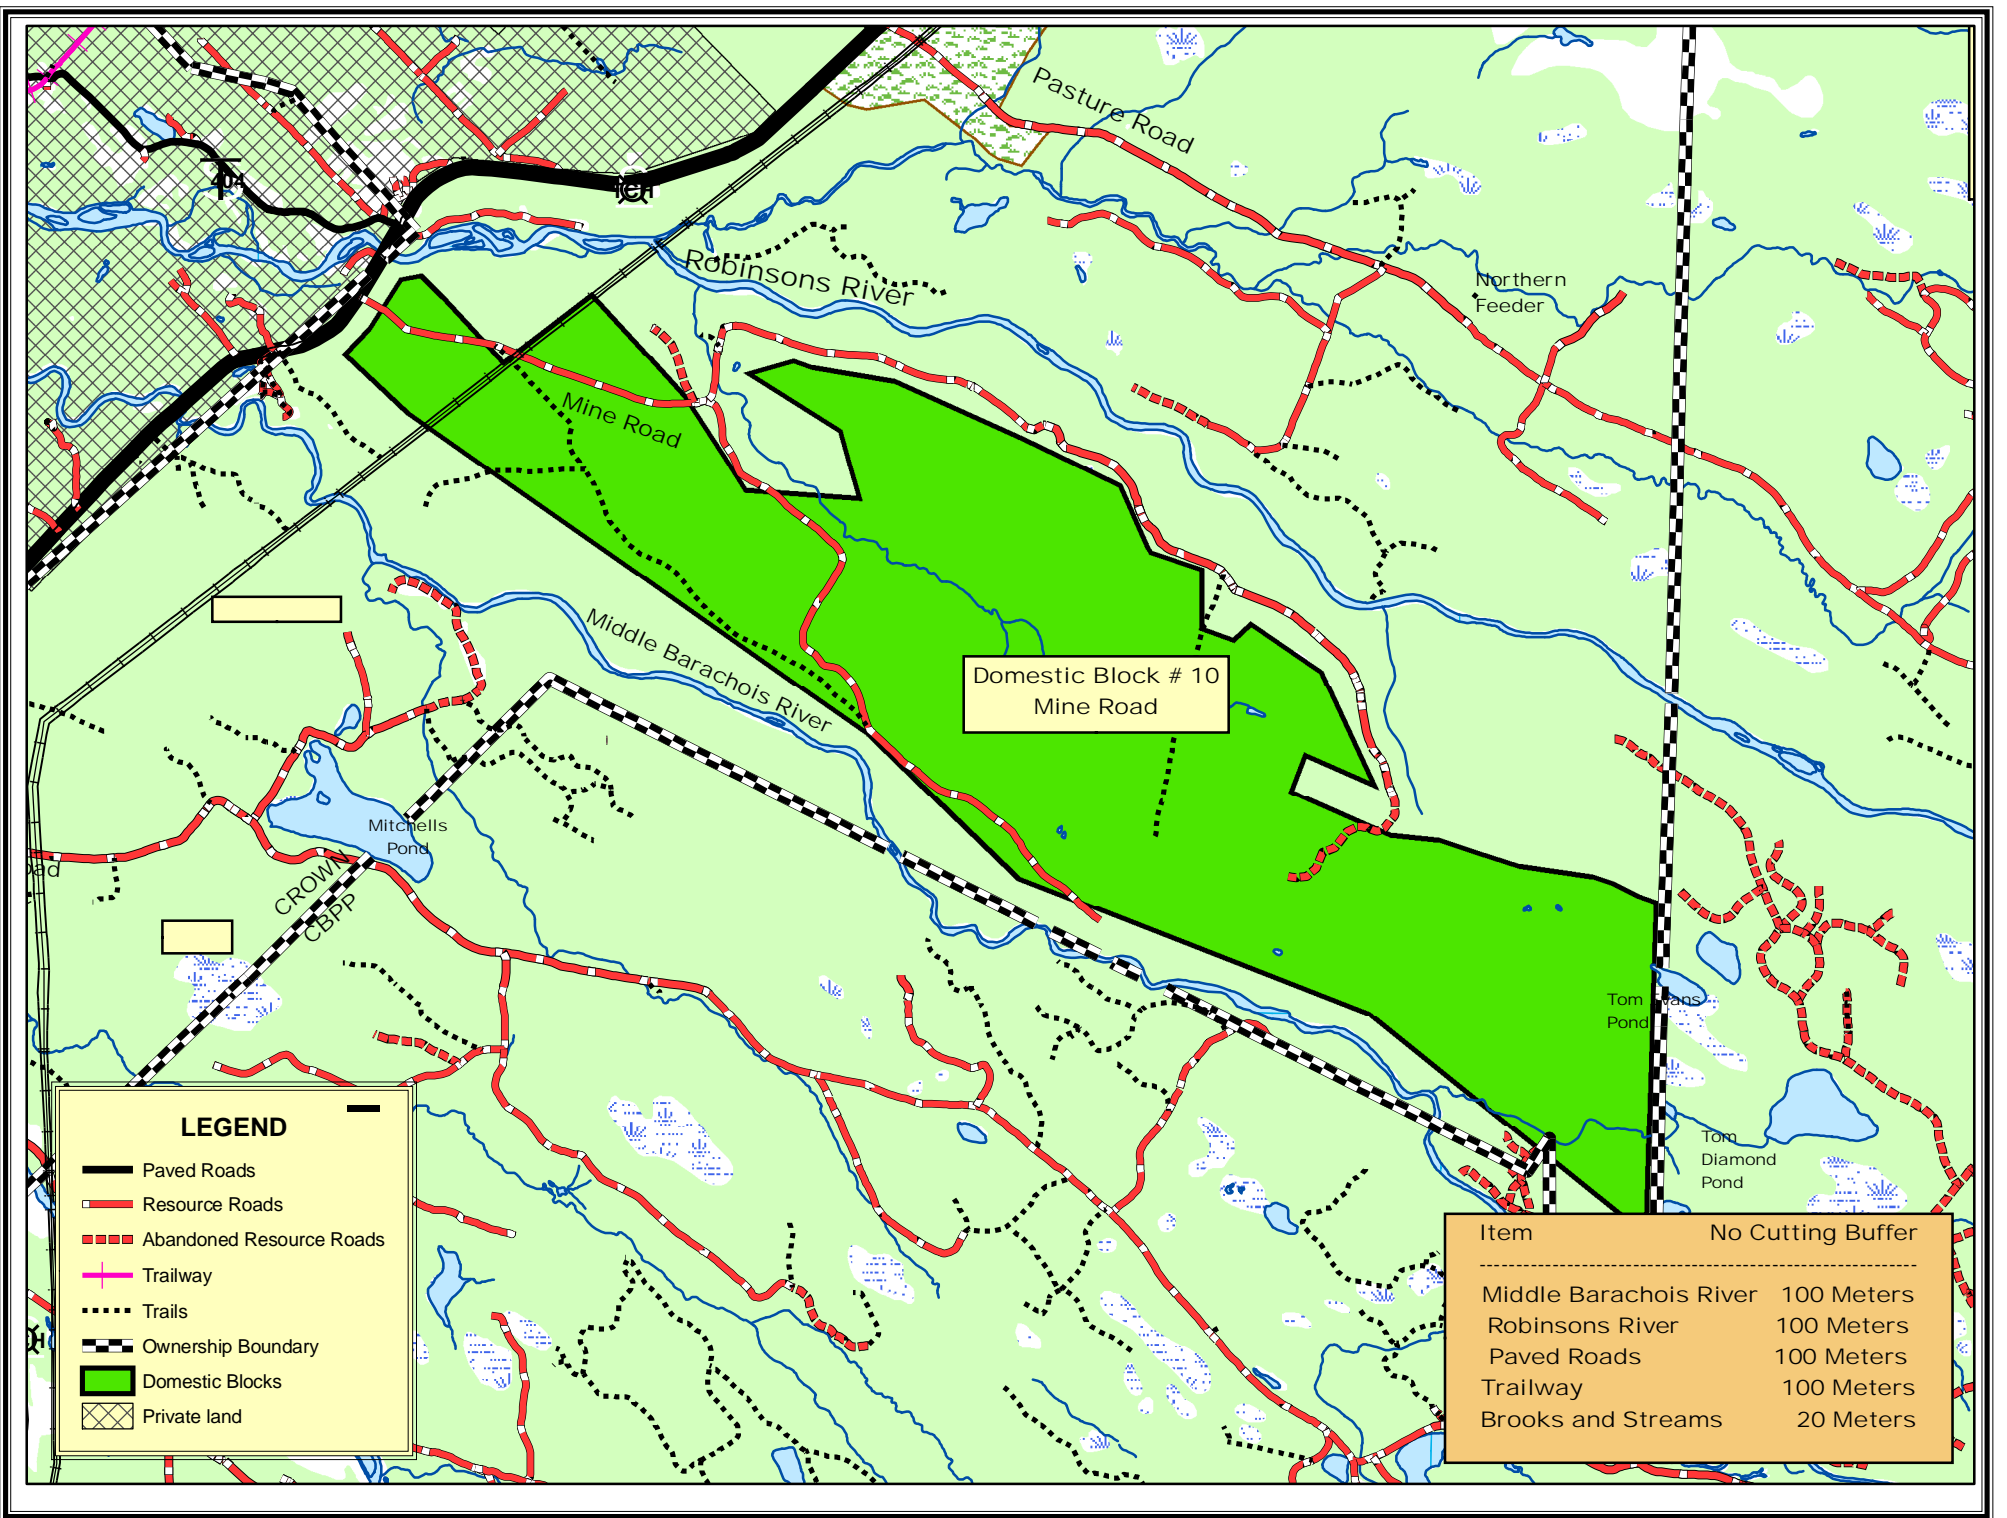 Pasture Road
404
TCH
Robinsons River
Northern
Feeder
Mine Road
Middle Barachois River
Domestic Block # 10
Mine Road
Mitchells
Pond
CROWN
CBPP
Tom Evans
Pond
Tom
Diamond
Pond
LEGEND
Paved Roads
Resource Roads
Abandoned Resource Roads
Trailway
Trails
Ownership Boundary
Domestic Blocks
Private land
Item No Cutting Buffer
Middle Barachois River 100 Meters
Robinsons River 100 Meters
Paved Roads 100 Meters
Trailway 100 Meters
Brooks and Streams 20 Meters